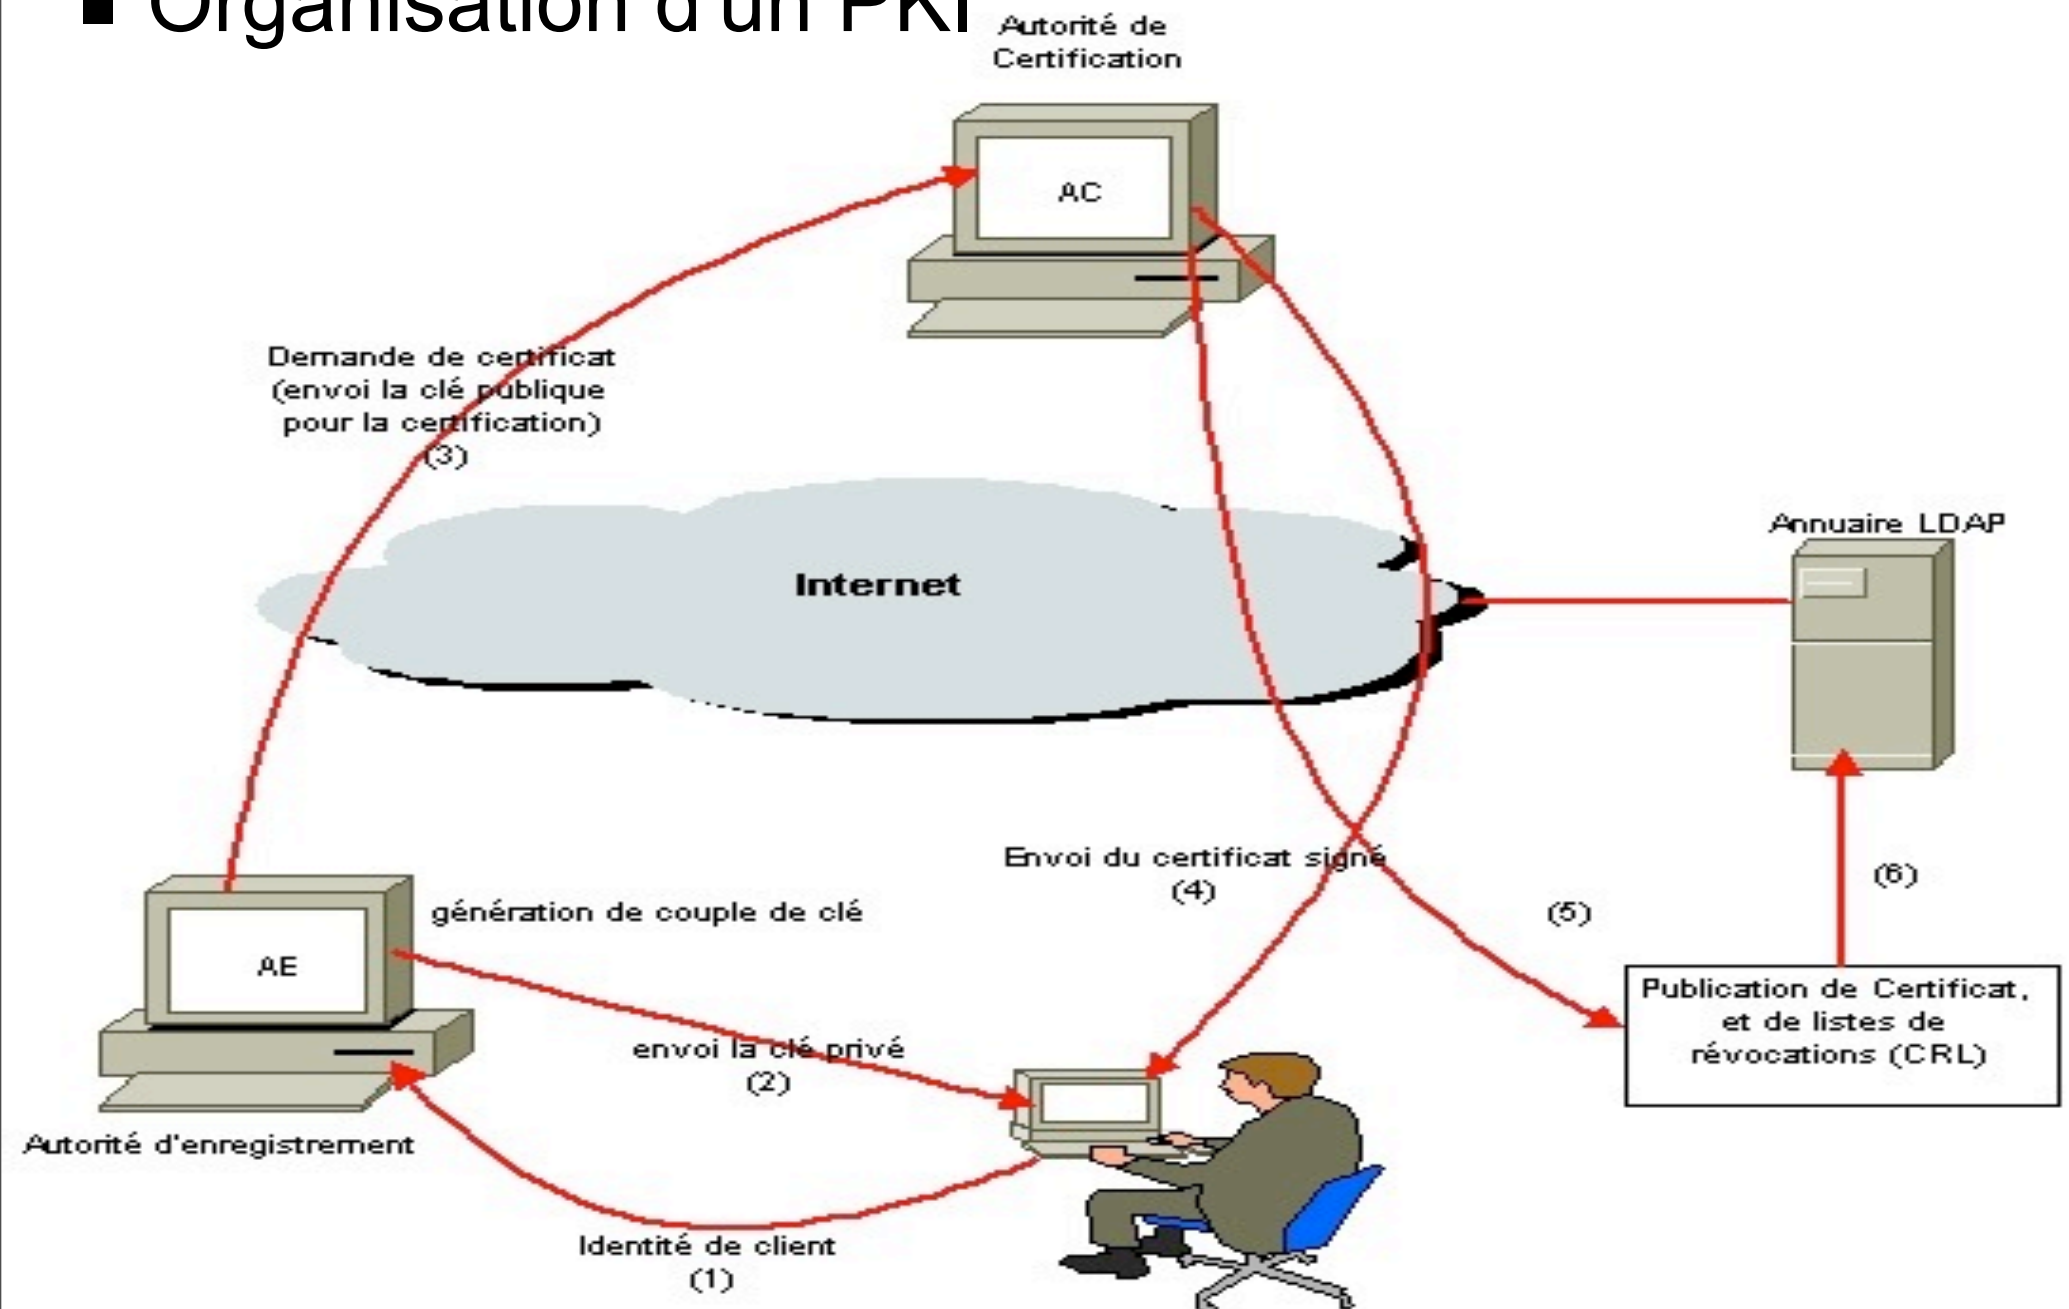 Organisation d'un PKI
Autorité de
Certification
AC
Demande de certificat
(envoi la clé publique
pour la certification)
(3)
Internet
Annuaire LDAP
Envoi du certificat signé
(4)
(5)
(6)
génération de couple de clé
AE
Publication de Certificat,
et de listes de
révocations (CRL)
envoi la clé privé
(2)
Autorité d'enregistrement
Identité de client
(1)